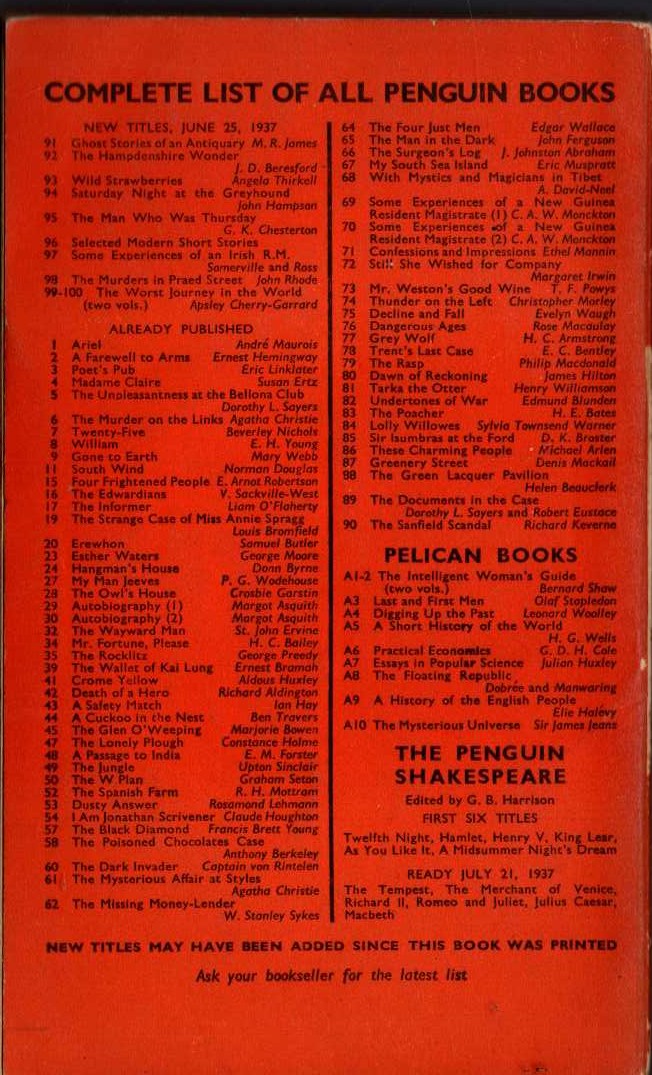 COMPLETE LIST OF ALL PENGUIN BOOKS
NEW TITLES, JUNE 25, 1937
91 Ghost Stories of an Antiquary M. R. James
92 The Hampdenshire Wonder
J. D. Beresford
93 Wild Strawberries Angela Thirkell
94 Saturday Night at the Greyhound
John Hampson
95 The Man Who Was Thursday
G. K. Chesterton
96 Selected Modern Short Stories
97 Some Experiences of an Irish R.M.
Somerville and Ross
98 The Murders in Praed Street John Rhode
99-100 The Worst Journey in the World
(two vols.) Apsley Cherry-Garrard
ALREADY PUBLISHED
1 Ariel André Maurois
2 A Farewell to Arms Ernest Hemingway
3 Poet's Pub Eric Linklater
4 Madame Claire Susan Ertz
5 The Unpleasantness at the Bellona Club
Dorothy L. Sayers
6 The Murder on the Links Agatha Christie
7 Twenty-Five Beverley Nichols
8 William E. H. Young
9 Gone to Earth Mary Webb
11 South Wind Norman Douglas
15 Four Frightened People E. Arnot Robertson
16 The Edwardians V. Sackville-West
17 The Informer Liam O'Flaherty
19 The Strange Case of Miss Annie Spragg
Louis Bromfield
20 Erewhon Samuel Butler
23 Esther Waters George Moore
24 Hangman's House Donn Byrne
27 My Man Jeeves P. G. Wodehouse
28 The Owl's House Crosbie Garstin
29 Autobiography (1) Margot Asquith
30 Autobiography (2) Margot Asquith
32 The Wayward Man St. John Ervine
34 Mr. Fortune, Please H. C. Bailey
35 The Rocklitz George Preedy
39 The Wallet of Kai Lung Ernest Bramah
41 Crome Yellow Aldous Huxley
42 Death of a Hero Richard Aldington
43 A Safety Match Ian Hay
44 A Cuckoo in the Nest Ben Travers
45 The Glen O'Weeping Marjorie Bowen
47 The Lonely Plough Constance Holme
48 A Passage to India E. M. Forster
49 The Jungle Upton Sinclair
50 The W Plan Graham Seton
52 The Spanish Farm R. H. Mottram
53 Dusty Answer Rosamond Lehmann
54 I Am Jonathan Scrivener Claude Houghton
57 The Black Diamond Francis Brett Young
58 The Poisoned Chocolates Case
Anthony Berkeley
60 The Dark Invader Captain von Rintelen
61 The Mysterious Affair at Styles
Agatha Christie
62 The Missing Money-Lender
W. Stanley Sykes
64 The Four Just Men Edgar Wallace
65 The Man in the Dark John Ferguson
66 The Surgeon's Log J. Johnston Abraham
67 My South Sea Island Eric Muspratt
68 With Mystics and Magicians in Tibet
A. David-Neel
69 Some Experiences of a New Guinea
Resident Magistrate (1) C. A. W. Monckton
70 Some Experiences of a New Guinea
Resident Magistrate (2) C. A. W. Monckton
71 Confessions and Impressions Ethel Mannin
72 Still She Wished for Company
Margaret Irwin
73 Mr. Weston's Good Wine T. F. Powys
74 Thunder on the Left Christopher Morley
75 Decline and Fall Evelyn Waugh
76 Dangerous Ages Rose Macaulay
77 Grey Wolf H. C. Armstrong
78 Trent's Last Case E. C. Bentley
79 The Rasp Philip Macdonald
80 Dawn of Reckoning James Hilton
81 Tarka the Otter Henry Williamson
82 Undertones of War Edmund Blunden
83 The Poacher H. E. Bates
84 Lolly Willowes Sylvia Townsend Warner
85 Sir Isumbras at the Ford D. K. Broster
86 These Charming People Michael Arlen
87 Greenery Street Denis Mackail
88 The Green Lacquer Pavilion
Helen Beauclerk
89 The Documents in the Case
Dorothy L. Sayers and Robert Eustace
90 The Sanfield Scandal Richard Keverne
PELICAN BOOKS
A1-2 The Intelligent Woman's Guide
(two vols.) Bernard Shaw
A3 Last and First Men Olaf Stapledon
A4 Digging Up the Past Leonard Woolley
A5 A Short History of the World
H. G. Wells
A6 Practical Economics G. D. H. Cole
A7 Essays in Popular Science Julian Huxley
A8 The Floating Republic
Dobrée and Manwaring
A9 A History of the English People
Elie Halévy
A10 The Mysterious Universe Sir James Jeans
THE PENGUIN
SHAKESPEARE
Edited by G. B. Harrison
FIRST SIX TITLES
Twelfth Night, Hamlet, Henry V, King Lear,
As You Like It, A Midsummer Night's Dream
READY JULY 21, 1937
The Tempest, The Merchant of Venice,
Richard II, Romeo and Juliet, Julius Caesar,
Macbeth
NEW TITLES MAY HAVE BEEN ADDED SINCE THIS BOOK WAS PRINTED
Ask your bookseller for the latest list